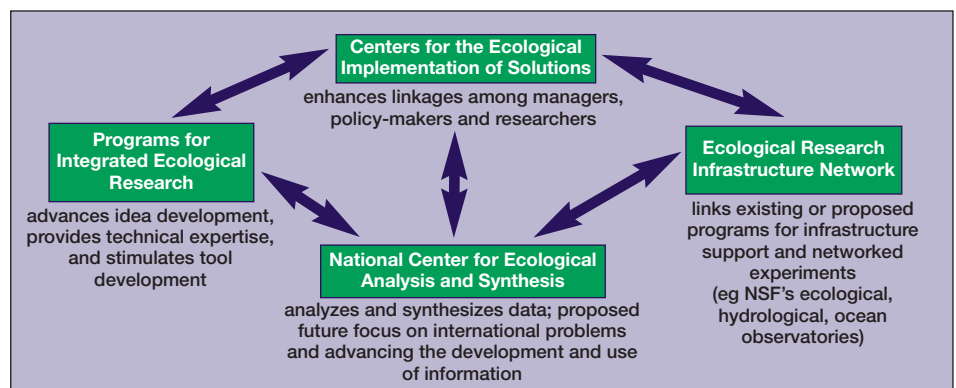 Centers for the Ecological
Implementation of Solutions
enhances linkages among managers,
policy-makers and researchers
Programs for
Integrated Ecological
Research
advances idea development,
provides technical expertise,
and stimulates tool
development
National Center for Ecological
Analysis and Synthesis
analyzes and synthesizes data; proposed
future focus on international problems
and advancing the development and use
of information
Ecological Research
Infrastructure Network
links existing or proposed
programs for infrastructure
support and networked
experiments
(eg NSF's ecological,
hydrological, ocean
observatories)